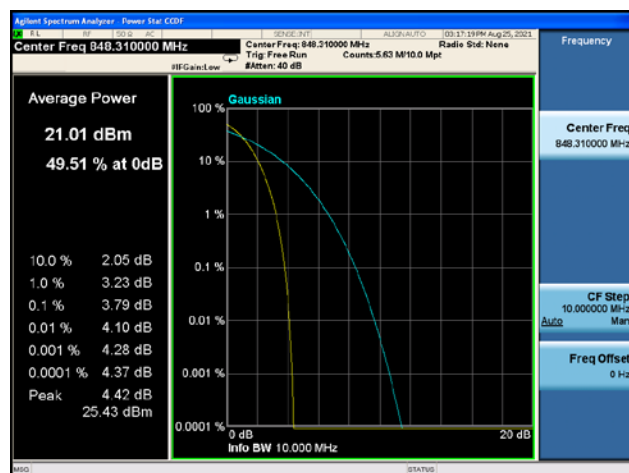 Agilent Spectrum Analyzer - Power Stat CCDF
RL RF 50 Ω AC SENSE:INT ALIGNAUTO 03:17:19 PM Aug 25, 2021
Center Freq 848.310000 MHz
Center Freq: 848.310000 MHz Radio Std: None
Trig: Free Run Counts:5.63 M/10.0 Mpt
#IFGain:Low #Atten: 40 dB
Frequency
Average Power
21.01 dBm
49.51 % at 0dB
10.0 % 2.05 dB
1.0 % 3.23 dB
0.1 % 3.79 dB
0.01 % 4.10 dB
0.001 % 4.28 dB
0.0001 % 4.37 dB
Peak 4.42 dB
25.43 dBm
Gaussian
100 %
10 %
1 %
0.1 %
0.01 %
0.001 %
0.0001 %
0 dB 20 dB
Info BW 10.000 MHz
Center Freq
848.310000 MHz
CF Step
10.000000 MHz
Auto Man
Freq Offset
0 Hz
MSG STATUS